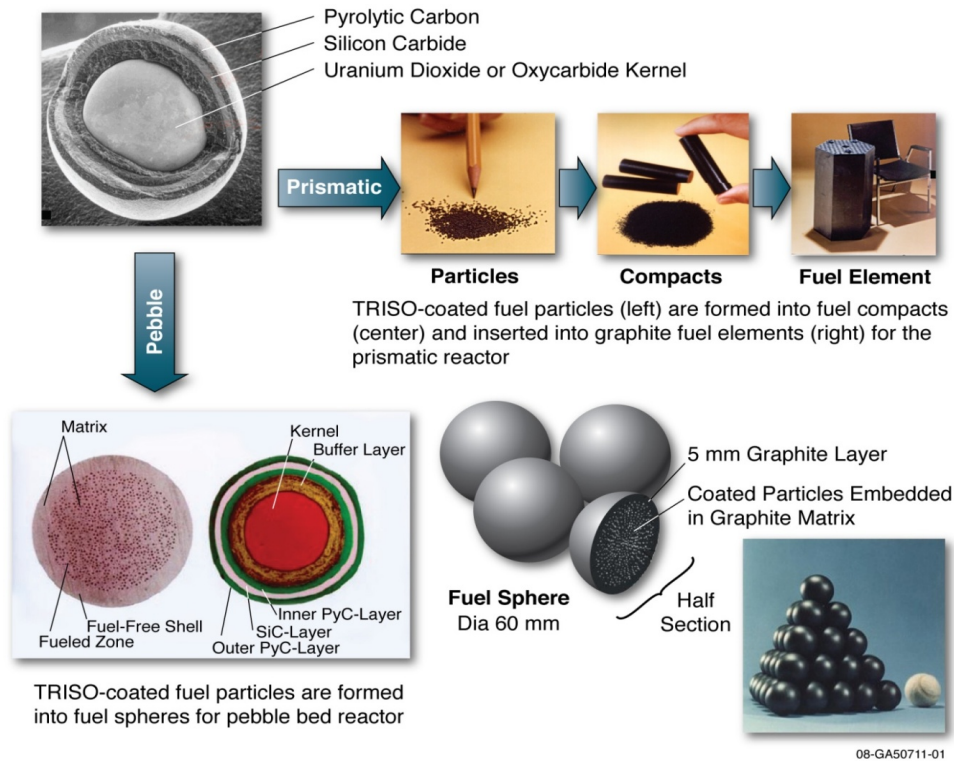 Pyrolytic Carbon
Silicon Carbide
Uranium Dioxide or Oxycarbide Kernel
Prismatic
Particles
Compacts
Fuel Element
TRISO-coated fuel particles (left) are formed into fuel compacts
(center) and inserted into graphite fuel elements (right) for the
prismatic reactor
Pebble
Matrix
Fuel-Free Shell
Fueled Zone
Kernel
Buffer Layer
Inner PyC-Layer
SiC-Layer
Outer PyC-Layer
TRISO-coated fuel particles are formed
into fuel spheres for pebble bed reactor
5 mm Graphite Layer
Coated Particles Embedded
in Graphite Matrix
Fuel Sphere
Dia 60 mm
Half
Section
08-GA50711-01